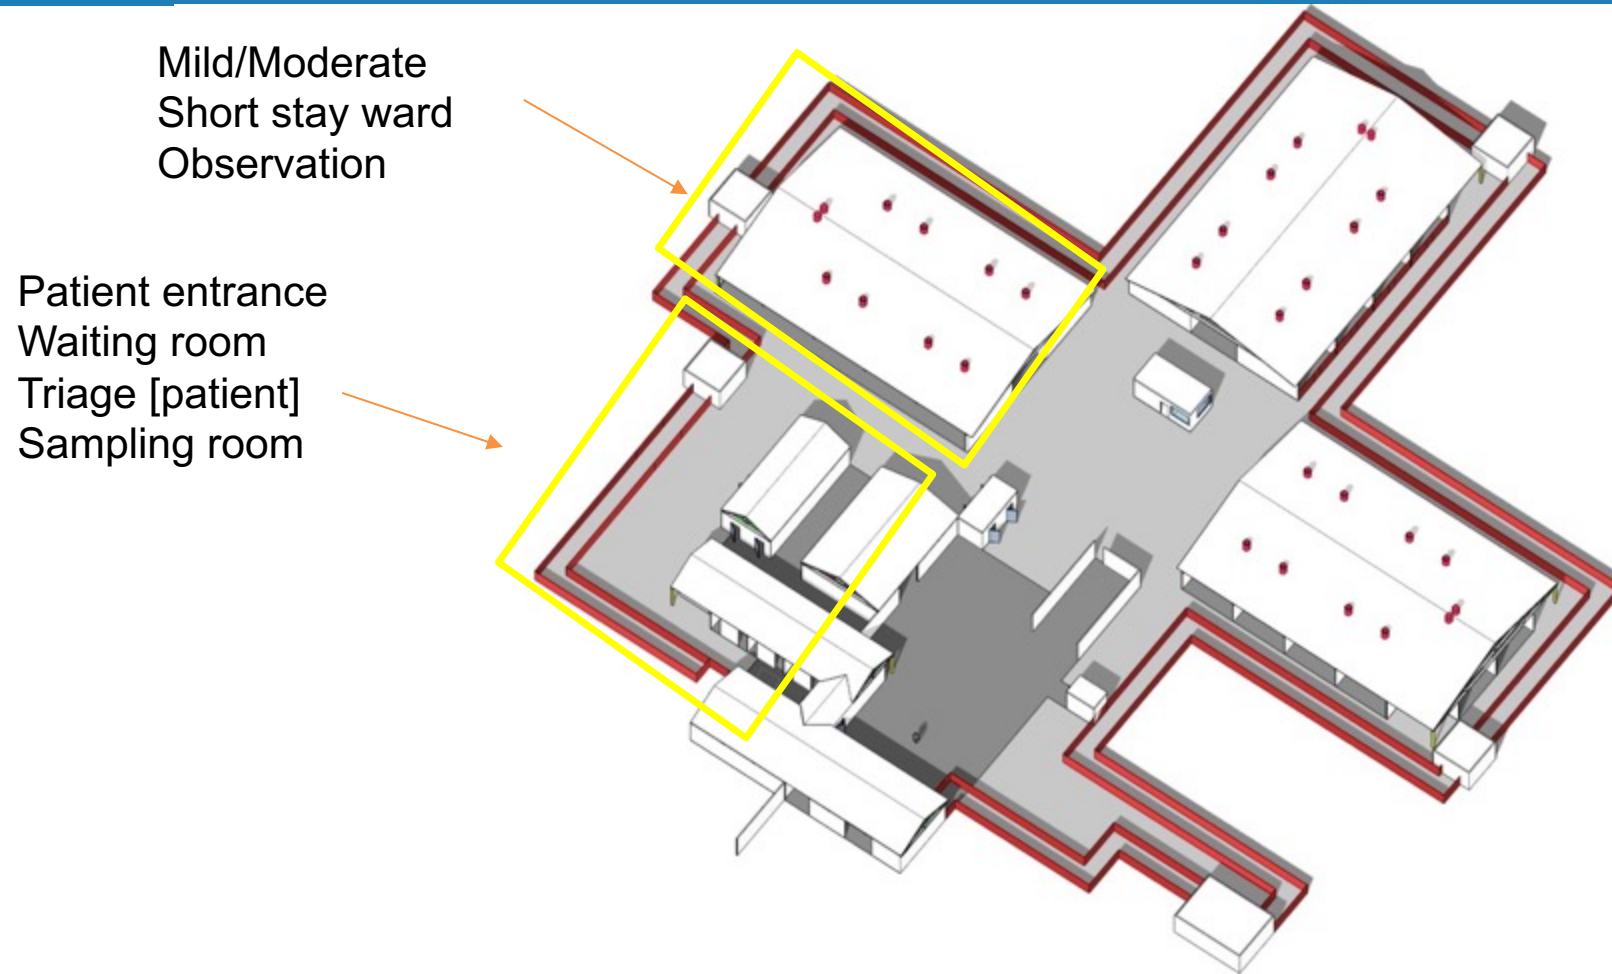 Mild/Moderate
Short stay ward
Observation
Patient entrance
Waiting room
Triage [patient]
Sampling room